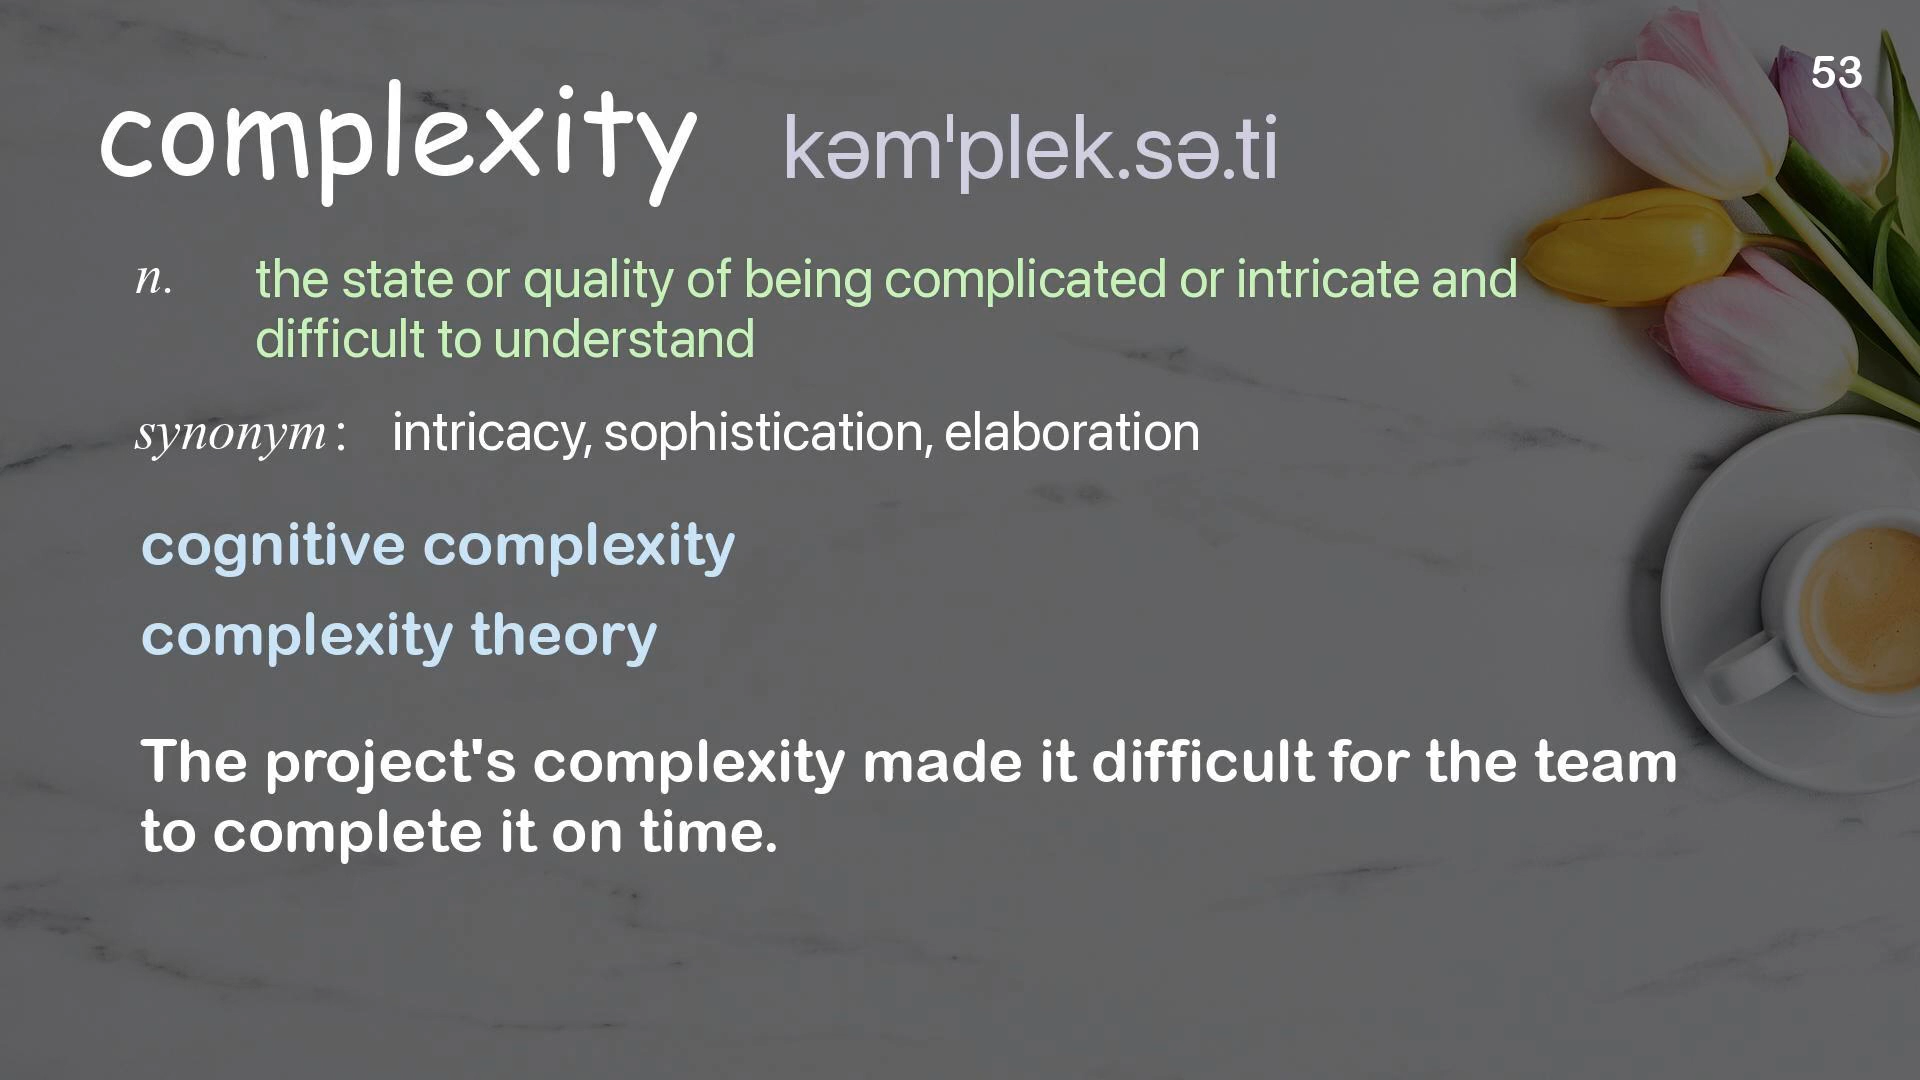 53
complexity kəm'plek.sə.ti
n. the state or quality of being complicated or intricate and
difficult to understand
synonym: intricacy, sophistication, elaboration
cognitive complexity
complexity theory
The project's complexity made it difficult for the team
to complete it on time.